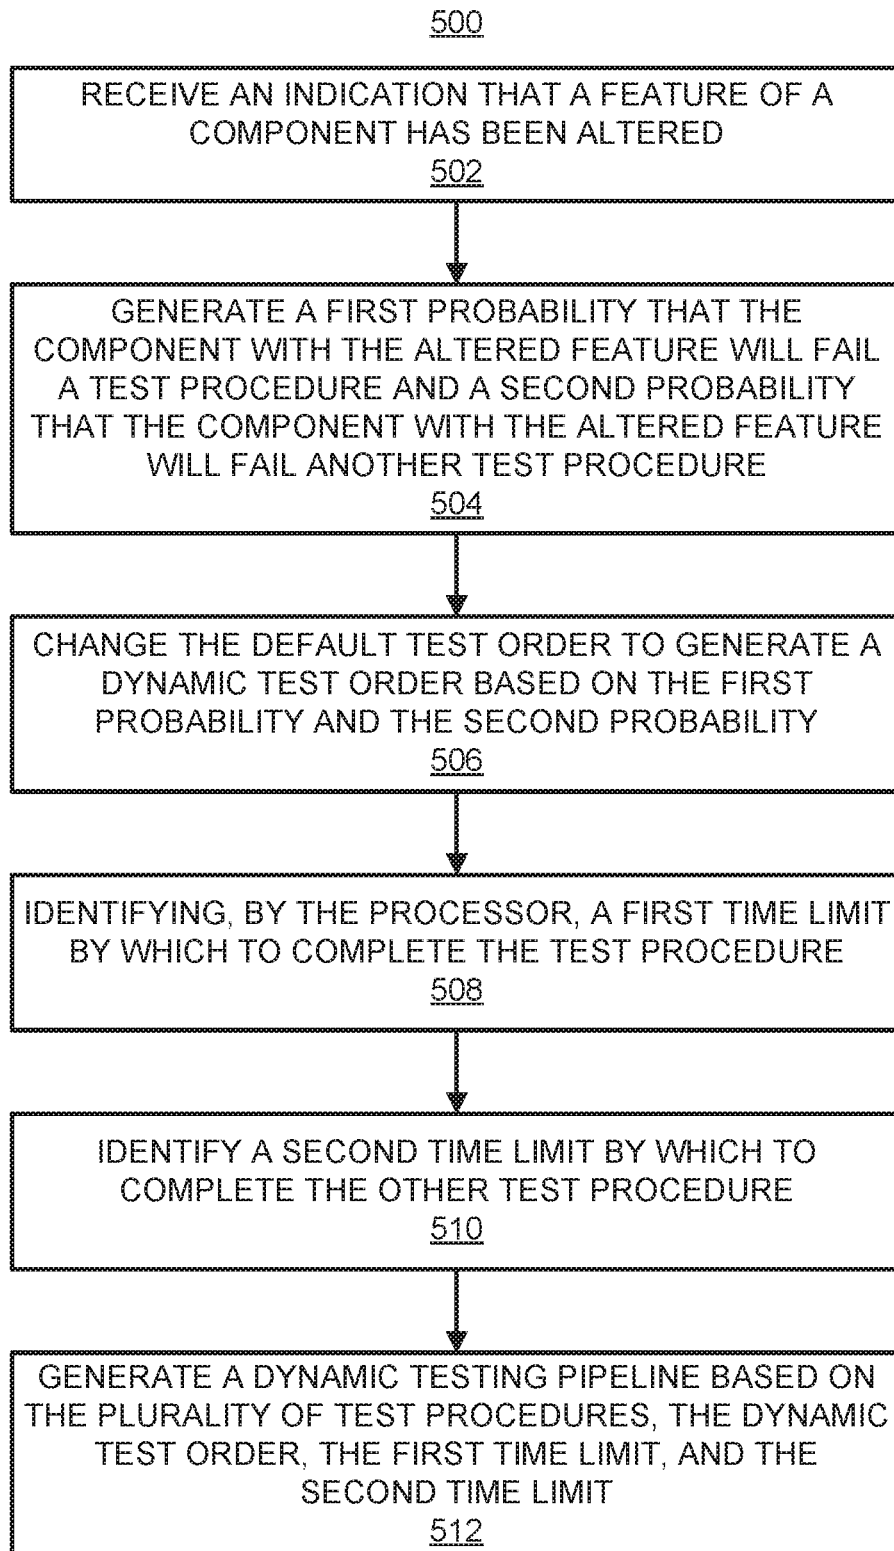 500
RECEIVE AN INDICATION THAT A FEATURE OF A
COMPONENT HAS BEEN ALTERED
502
GENERATE A FIRST PROBABILITY THAT THE
COMPONENT WITH THE ALTERED FEATURE WILL FAIL
A TEST PROCEDURE AND A SECOND PROBABILITY
THAT THE COMPONENT WITH THE ALTERED FEATURE
WILL FAIL ANOTHER TEST PROCEDURE
504
CHANGE THE DEFAULT TEST ORDER TO GENERATE A
DYNAMIC TEST ORDER BASED ON THE FIRST
PROBABILITY AND THE SECOND PROBABILITY
506
IDENTIFYING, BY THE PROCESSOR, A FIRST TIME LIMIT
BY WHICH TO COMPLETE THE TEST PROCEDURE
508
IDENTIFY A SECOND TIME LIMIT BY WHICH TO
COMPLETE THE OTHER TEST PROCEDURE
510
GENERATE A DYNAMIC TESTING PIPELINE BASED ON
THE PLURALITY OF TEST PROCEDURES, THE DYNAMIC
TEST ORDER, THE FIRST TIME LIMIT, AND THE
SECOND TIME LIMIT
512